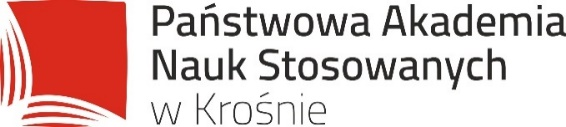 Państwowa Akademia
Nauk Stosowanych
w Krośnie